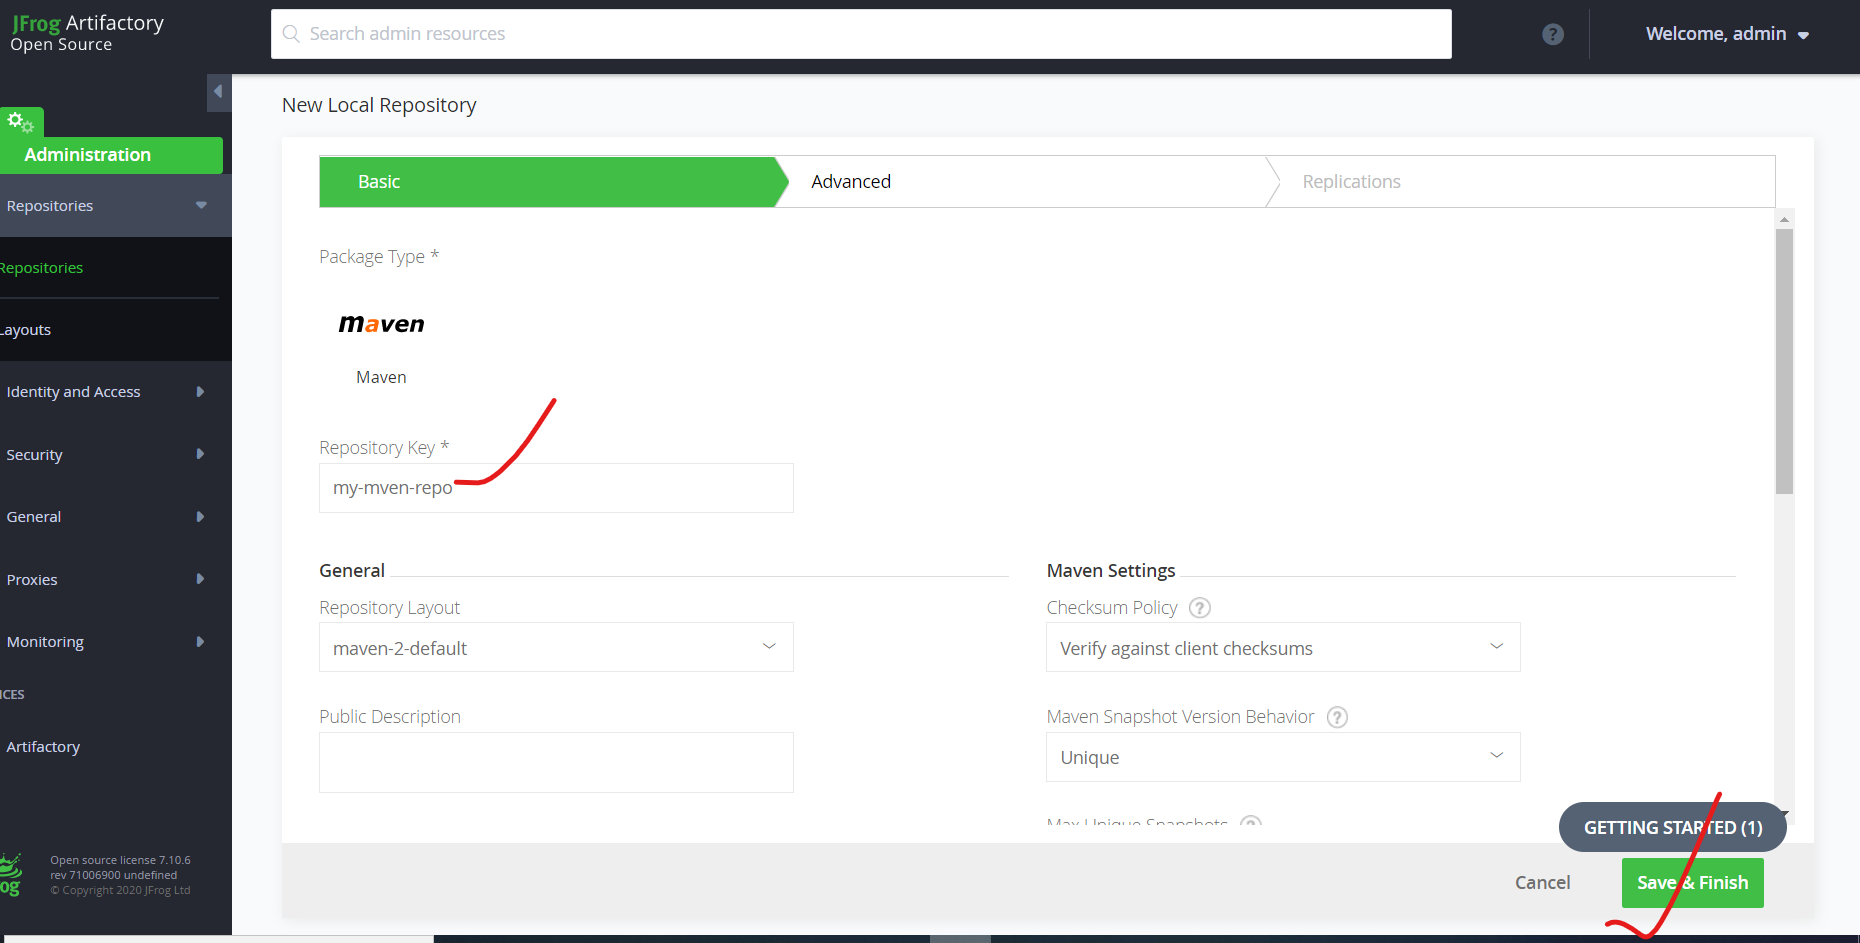 JFrog Artifactory
Open Source
Search admin resources
?
Welcome, admin
Administration
Repositories
Repositories
Layouts
Identity and Access
Security
General
Proxies
Monitoring
ICES
Artifactory
og
Open source license 7.10.6
rev 71006900 undefined
© Copyright 2020 JFrog Ltd
New Local Repository
Basic
Advanced
Replications
Package Type *
maven
Maven
Repository Key *
my-mven-repo
General
Repository Layout
maven-2-default
Public Description
Maven Settings
Checksum Policy ?
Verify against client checksums
Maven Snapshot Version Behavior ?
Unique
Max Unique Snapshots ?
GETTING STARTED (1)
Cancel
Save & Finish